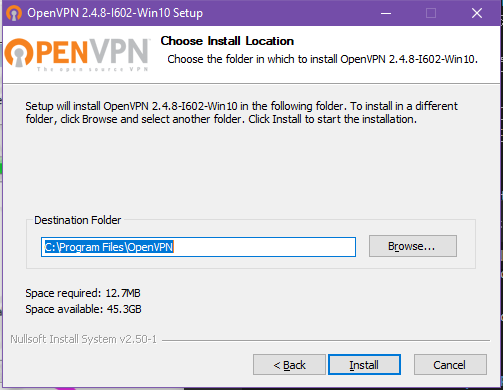 OpenVPN 2.4.8-I602-Win10 Setup
OPENVPN
The open source VPN
Choose Install Location
Choose the folder in which to install OpenVPN 2.4.8-I602-Win10.
Setup will install OpenVPN 2.4.8-I602-Win10 in the following folder. To install in a different
folder, click Browse and select another folder. Click Install to start the installation.
Destination Folder
C:\Program Files\OpenVPN
Browse...
Space required: 12.7MB
Space available: 45.3GB
Nullsoft Install System v2.50-1
< Back
Install
Cancel